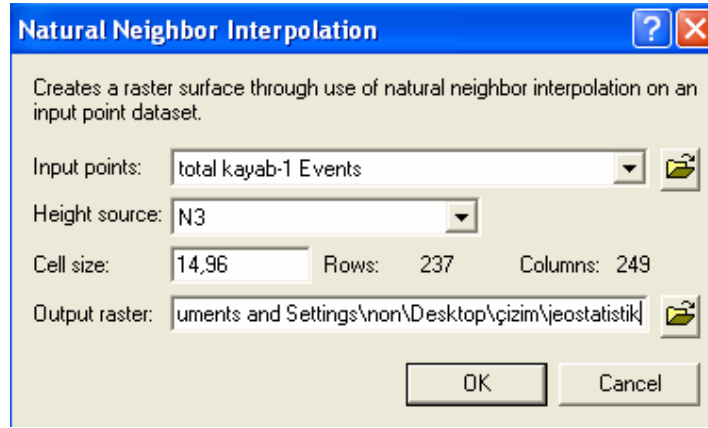 Natural Neighbor Interpolation
Creates a raster surface through use of natural neighbor interpolation on an
input point dataset.
Input points: total kayab-1 Events
Height source: N3
Cell size: 14,96 Rows: 237 Columns: 249
Output raster: uments and Settings\non\Desktop\çizim\jeostatistik
OK Cancel